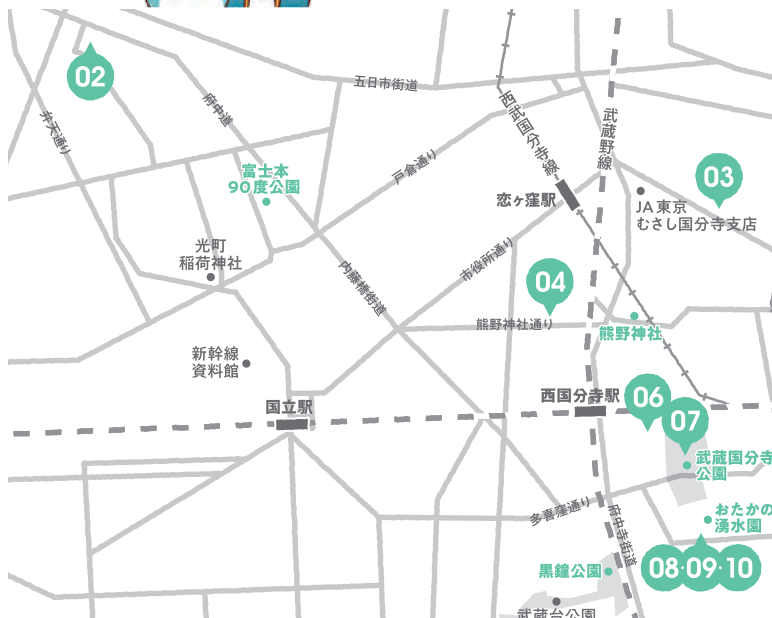 02
五日市街道
府中道
弁天通り
西武国分寺線
武蔵野線
戸倉通り
富士本
90度公園
恋ヶ窪駅
03
JA東京
むさし国分寺支店
光町
稲荷神社
市役所通り
内藤橋街道
04
熊野神社通り
熊野神社
新幹線
資料館
国立駅
西国分寺駅
06
07
武蔵国分寺
公園
多喜窪通り
府中街道
おたかの
湧水園
黒鐘公園
08·09·10
武蔵台公園